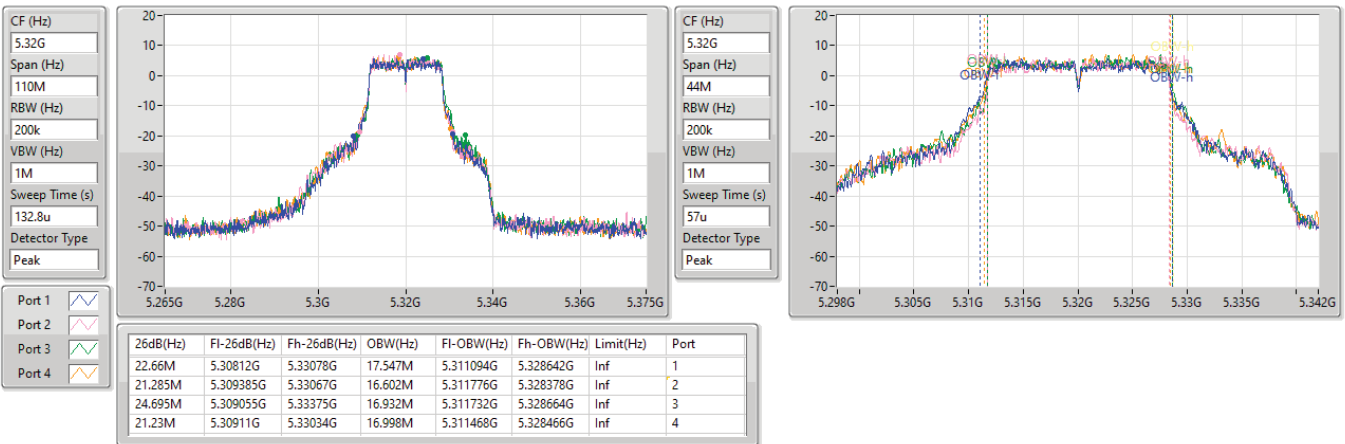 CF (Hz)
5.32G
Span (Hz)
110M
RBW (Hz)
200k
VBW (Hz)
1M
Sweep Time (s)
132.8u
Detector Type
Peak
20
10
0
-10
-20
-30
-40
-50
-60
-70
5.265G 5.28G 5.3G 5.32G 5.34G 5.36G 5.375G
CF (Hz)
5.32G
Span (Hz)
44M
RBW (Hz)
200k
VBW (Hz)
1M
Sweep Time (s)
57u
Detector Type
Peak
20
10
0
-10
-20
-30
-40
-50
-60
-70
OBW-h
OBW-l
OBW-h
5.298G 5.305G 5.31G 5.315G 5.32G 5.325G 5.33G 5.335G 5.342G
Port 1
Port 2
Port 3
Port 4
26dB(Hz) Fl-26dB(Hz) Fh-26dB(Hz) OBW(Hz) Fl-OBW(Hz) Fh-OBW(Hz) Limit(Hz) Port
22.66M 5.30812G 5.33078G 17.547M 5.311094G 5.328642G Inf 1
21.285M 5.309385G 5.33067G 16.602M 5.311776G 5.328378G Inf 2
24.695M 5.309055G 5.33375G 16.932M 5.311732G 5.328664G Inf 3
21.23M 5.30911G 5.33034G 16.998M 5.311468G 5.328466G Inf 4